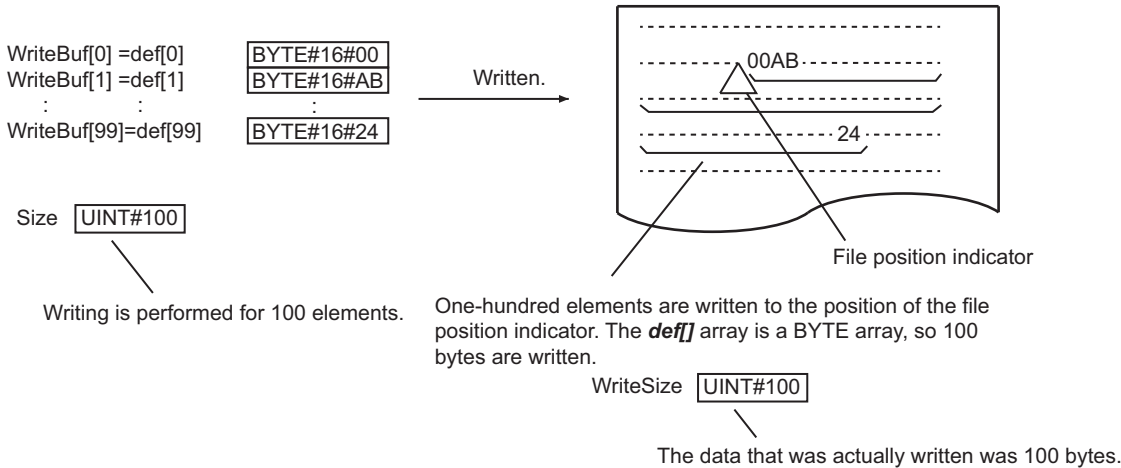 WriteBuf[0] =def[0] BYTE#16#00
WriteBuf[1] =def[1] BYTE#16#AB
: : :
WriteBuf[99]=def[99] BYTE#16#24
Written.
00AB
24
Size UINT#100
File position indicator
Writing is performed for 100 elements.
One-hundred elements are written to the position of the file
position indicator. The def[] array is a BYTE array, so 100
bytes are written.
WriteSize UINT#100
The data that was actually written was 100 bytes.